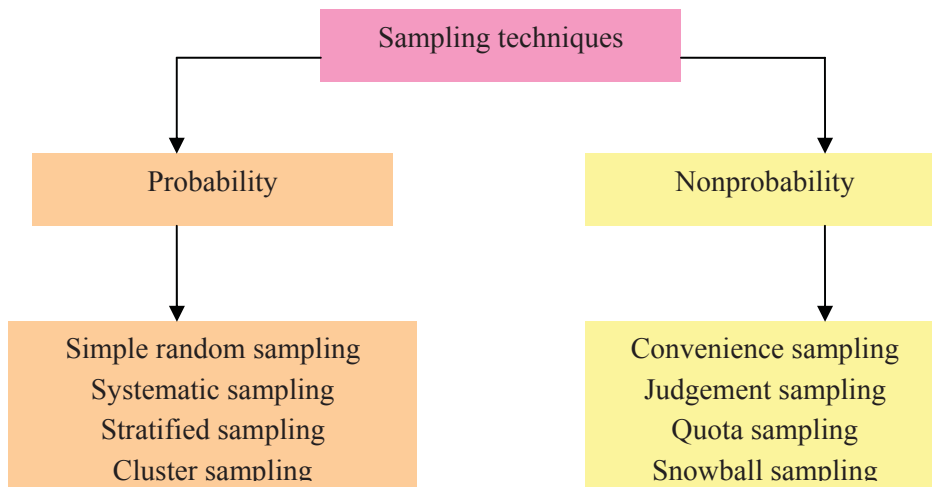 Sampling techniques
Probability
Nonprobability
Simple random sampling
Systematic sampling
Stratified sampling
Cluster sampling
Convenience sampling
Judgement sampling
Quota sampling
Snowball sampling